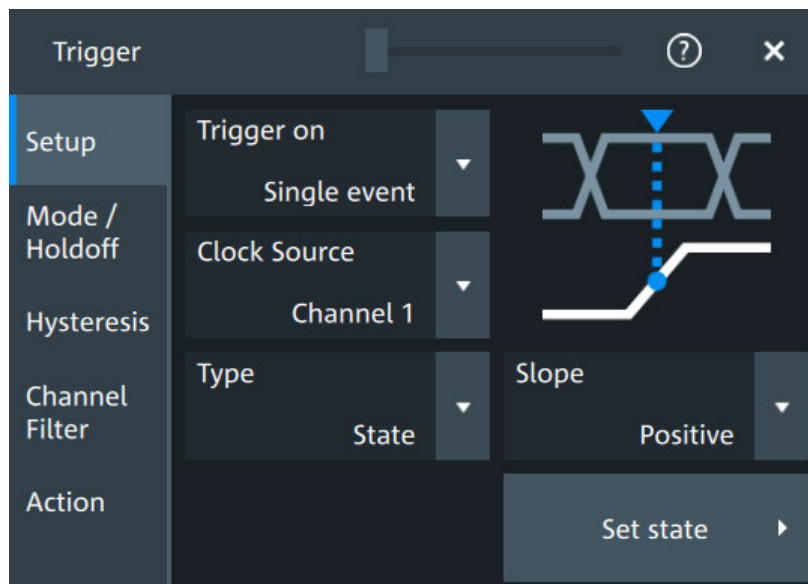 Trigger
?
×
Setup
Mode /
Holdoff
Hysteresis
Channel
Filter
Action
Trigger on
Single event
Clock Source
Channel 1
Type
State
Slope
Positive
Set state